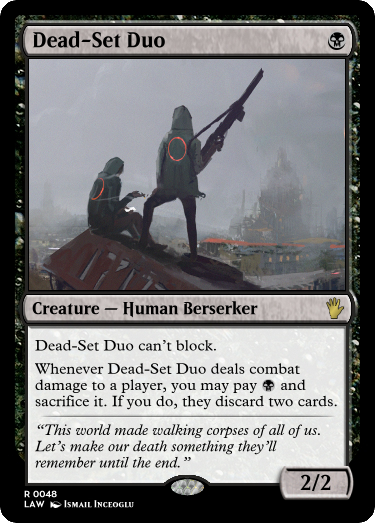 Dead-Set Duo
Creature — Human Berserker
Dead-Set Duo can't block.
Whenever Dead-Set Duo deals combat
damage to a player, you may pay and
sacrifice it. If you do, they discard two cards.
"This world made walking corpses of all of us.
Let's make our death something they'll
remember until the end."
2/2
R 0048
LAW Ismail Inceoglu